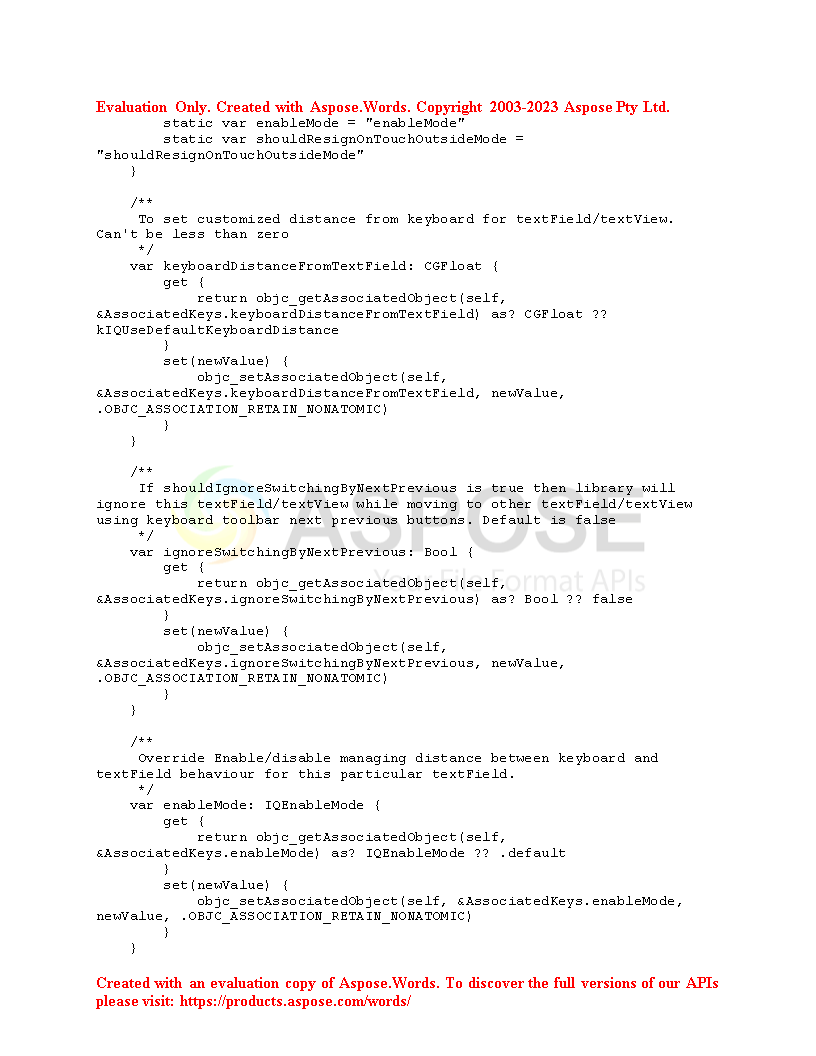 Evaluation Only. Created with Aspose.Words. Copyright 2003-2023 Aspose Pty Ltd.
        static var enableMode = "enableMode"
        static var shouldResignOnTouchOutsideMode =
"shouldResignOnTouchOutsideMode"
    }

    /**
     To set customized distance from keyboard for textField/textView.
Can't be less than zero
     */
    var keyboardDistanceFromTextField: CGFloat {
        get {
            return objc_getAssociatedObject(self,
&AssociatedKeys.keyboardDistanceFromTextField) as? CGFloat ??
kIQUseDefaultKeyboardDistance
        }
        set(newValue) {
            objc_setAssociatedObject(self,
&AssociatedKeys.keyboardDistanceFromTextField, newValue,
.OBJC_ASSOCIATION_RETAIN_NONATOMIC)
        }
    }

    /**
     If shouldIgnoreSwitchingByNextPrevious is true then library will
ignore this textField/textView while moving to other textField/textView
using keyboard toolbar next previous buttons. Default is false
     */
    var ignoreSwitchingByNextPrevious: Bool {
        get {
            return objc_getAssociatedObject(self,
&AssociatedKeys.ignoreSwitchingByNextPrevious) as? Bool ?? false
        }
        set(newValue) {
            objc_setAssociatedObject(self,
&AssociatedKeys.ignoreSwitchingByNextPrevious, newValue,
.OBJC_ASSOCIATION_RETAIN_NONATOMIC)
        }
    }

    /**
     Override Enable/disable managing distance between keyboard and
textField behaviour for this particular textField.
     */
    var enableMode: IQEnableMode {
        get {
            return objc_getAssociatedObject(self,
&AssociatedKeys.enableMode) as? IQEnableMode ?? .default
        }
        set(newValue) {
            objc_setAssociatedObject(self, &AssociatedKeys.enableMode,
newValue, .OBJC_ASSOCIATION_RETAIN_NONATOMIC)
        }
    }
ASPOSE
Your File Format APIs
Created with an evaluation copy of Aspose.Words. To discover the full versions of our APIs
please visit: https://products.aspose.com/words/